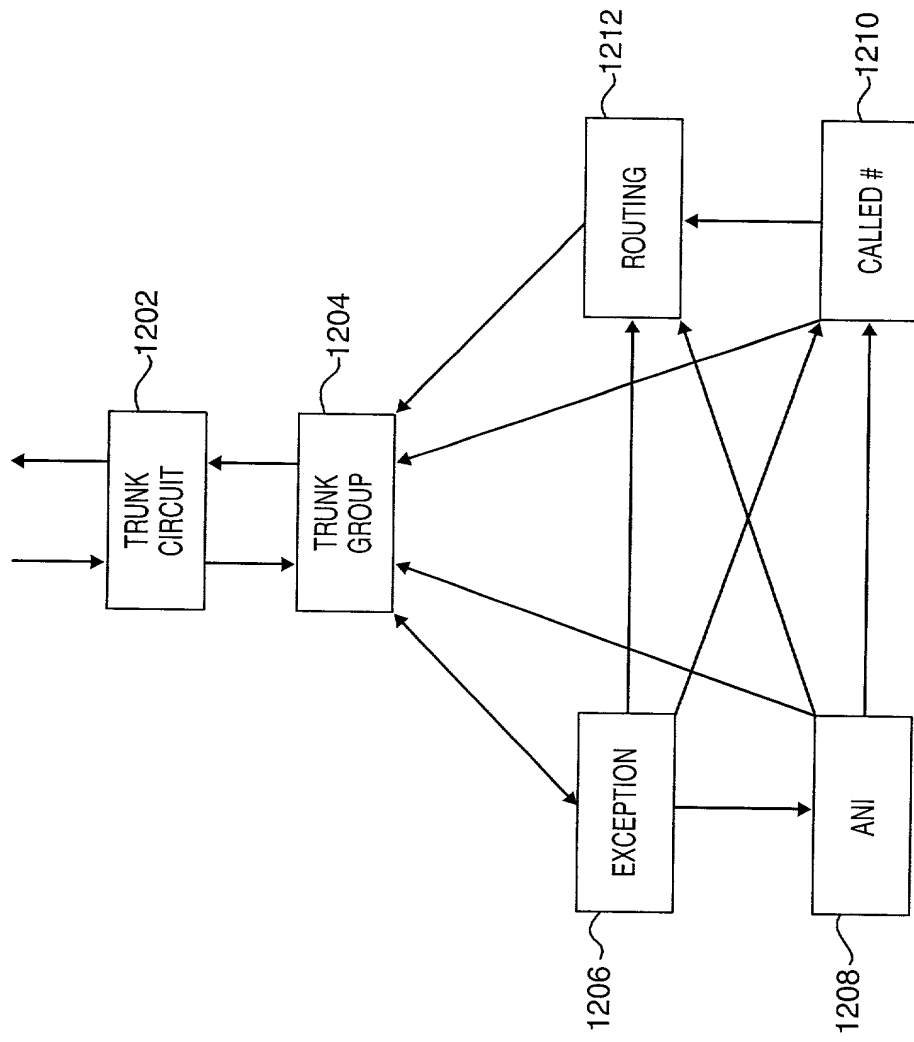 1202
TRUNK
CIRCUIT
1204
TRUNK
GROUP
1206
EXCEPTION
1212
ROUTING
1208
ANI
1210
CALLED #